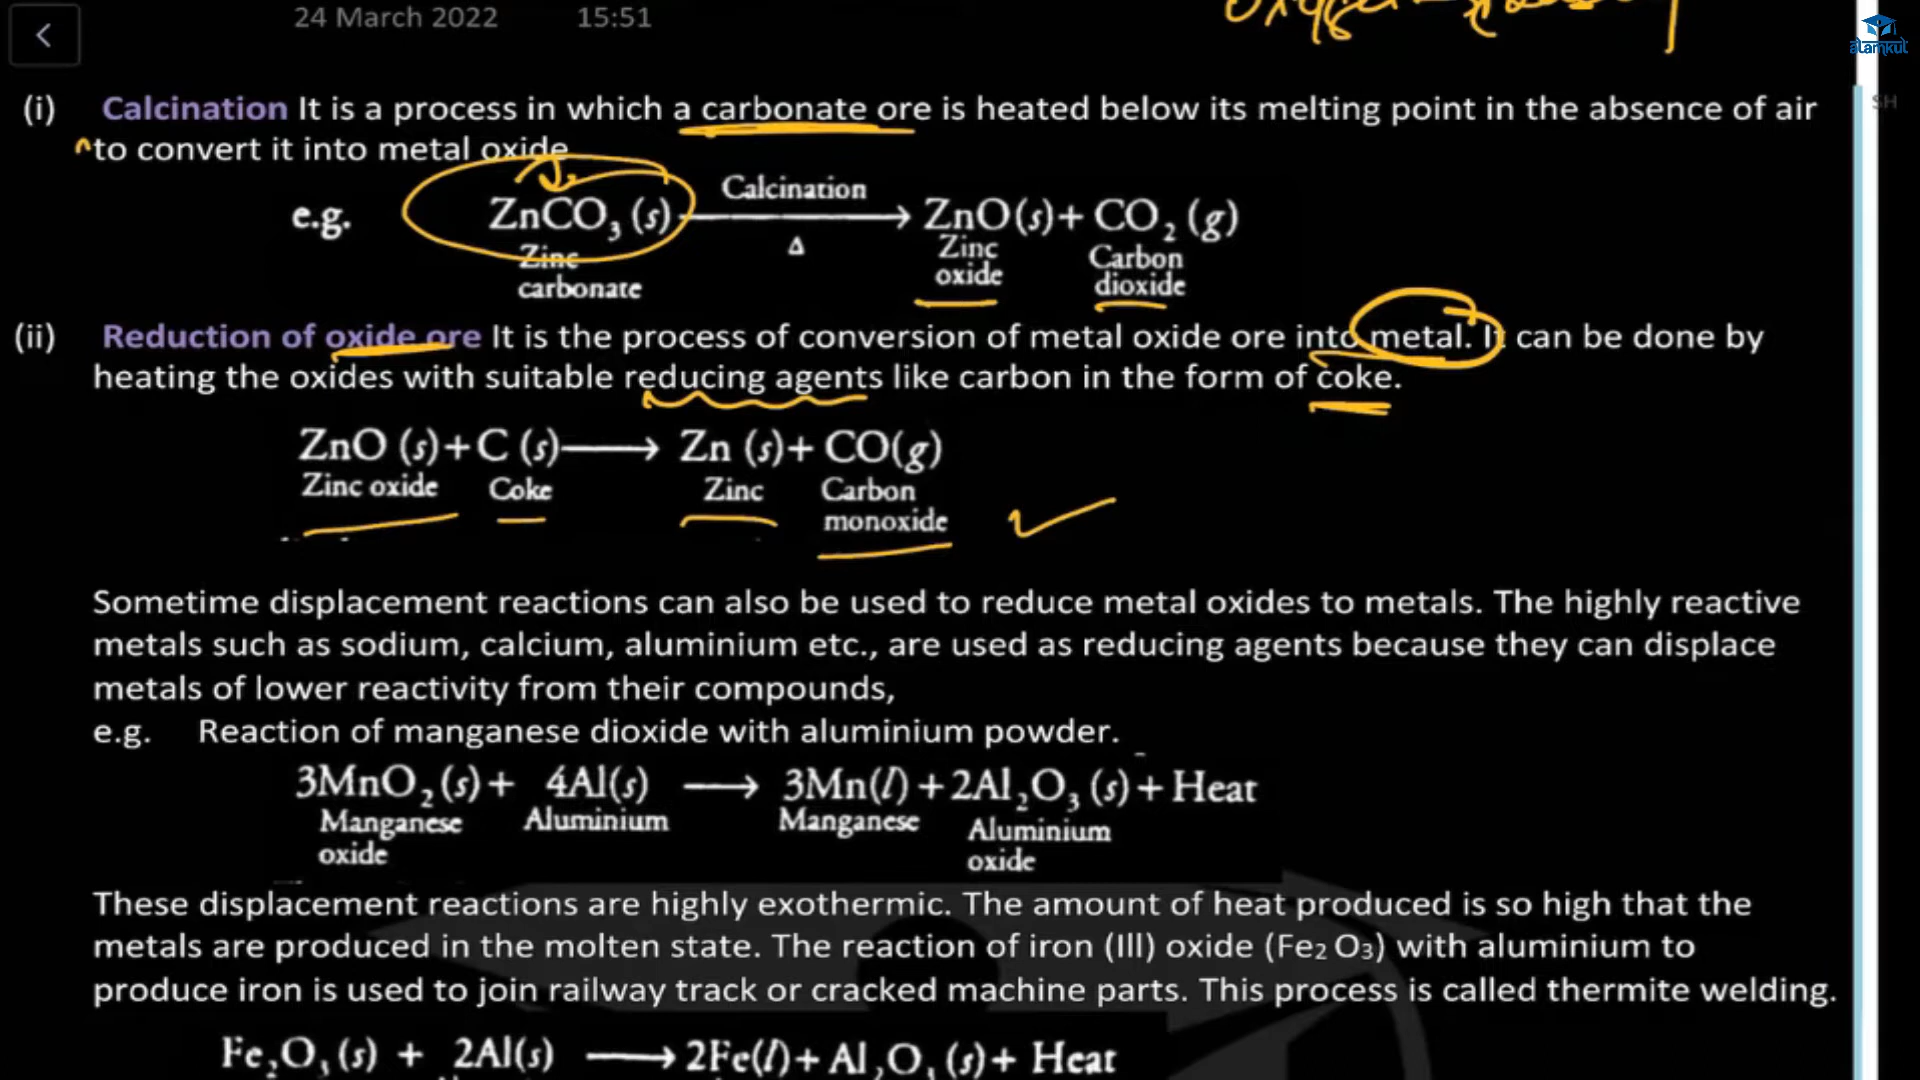 24 March 2022 15:51
alamkut
SH
(i) Calcination It is a process in which a carbonate ore is heated below its melting point in the absence of air
to convert it into metal oxide
e.g. ZnCO₃ (s) Calcination Δ → ZnO(s) + CO₂ (g)
Zinc carbonate Zinc oxide Carbon dioxide
(ii) Reduction of oxide ore It is the process of conversion of metal oxide ore into metal. It can be done by
heating the oxides with suitable reducing agents like carbon in the form of coke.
ZnO (s) + C (s) → Zn (s) + CO(g)
Zinc oxide Coke Zinc Carbon monoxide
Sometime displacement reactions can also be used to reduce metal oxides to metals. The highly reactive
metals such as sodium, calcium, aluminium etc., are used as reducing agents because they can displace
metals of lower reactivity from their compounds,
e.g. Reaction of manganese dioxide with aluminium powder.
3MnO₂ (s) + 4Al(s) → 3Mn(l) + 2Al₂O₃ (s) + Heat
Manganese oxide Aluminium Manganese Aluminium oxide
These displacement reactions are highly exothermic. The amount of heat produced is so high that the
metals are produced in the molten state. The reaction of iron (Ill) oxide (Fe₂ O₃) with aluminium to
produce iron is used to join railway track or cracked machine parts. This process is called thermite welding.
Fe₂O₃ (s) + 2Al(s) → 2Fe(l) + Al₂O₃ (s) + Heat